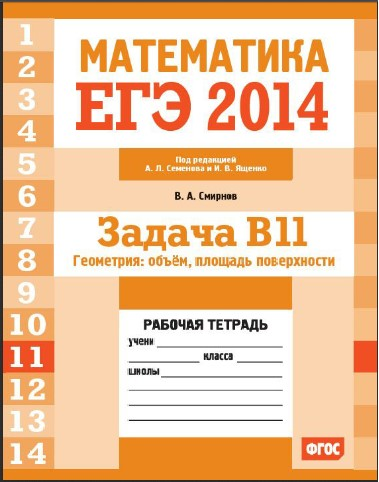 1
2
3
4
5
6
7
8
9
10
11
12
13
14
МАТЕМАТИКА
ЕГЭ 2014
Под редакцией
А. Л. Семенова и И. В. Ященко
В. А. Смирнов
Задача В11
Геометрия: объём, площадь поверхности
РАБОЧАЯ ТЕТРАДЬ
учени
класса
школы
ФГОС